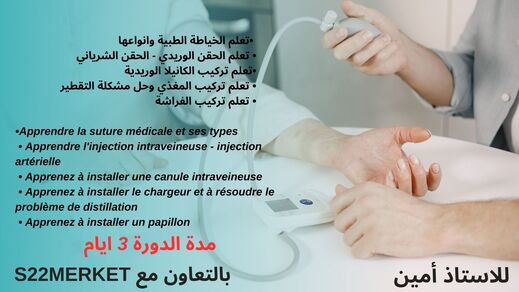 •تعلم الخياطة الطبية وانواعها
• تعلم الحقن الوريدي - الحقن الشرياني
•تعلم تركيب الكانيلا الوريدية
• تعلم تركيب المغذي وحل مشكلة التقطير
• تعلم تركيب الفراشة
•Apprendre la suture médicale et ses types
• Apprendre l'injection intraveineuse - injection
artérielle
• Apprenez à installer une canule intraveineuse
• Apprenez à installer le chargeur et à résoudre le
problème de distillation
• Apprenez à installer un papillon
مدة الدورة 3 ايام
بالتعاون مع S22MERKET
للاستاذ أمين